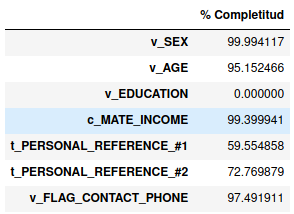 % Completitud
v_SEX 99.994117
v_AGE 95.152466
v_EDUCATION 0.000000
c_MATE_INCOME 99.399941
t_PERSONAL_REFERENCE_#1 59.554858
t_PERSONAL_REFERENCE_#2 72.769879
v_FLAG_CONTACT_PHONE 97.491911